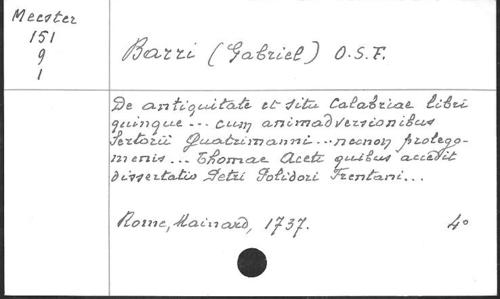 Meester
151
9
1
Barri (Gabriel) O.S.F.
De antiquitate et situ Calabriae libri
quinque ... cum animadversionibus
Sertorii Quatrimanni ... necnon prolego-
menis ... Thomae Aceti quibus accedit
dissertatio Petri Polidori Frentani ...
Rome, Mainard, 1737. 4°